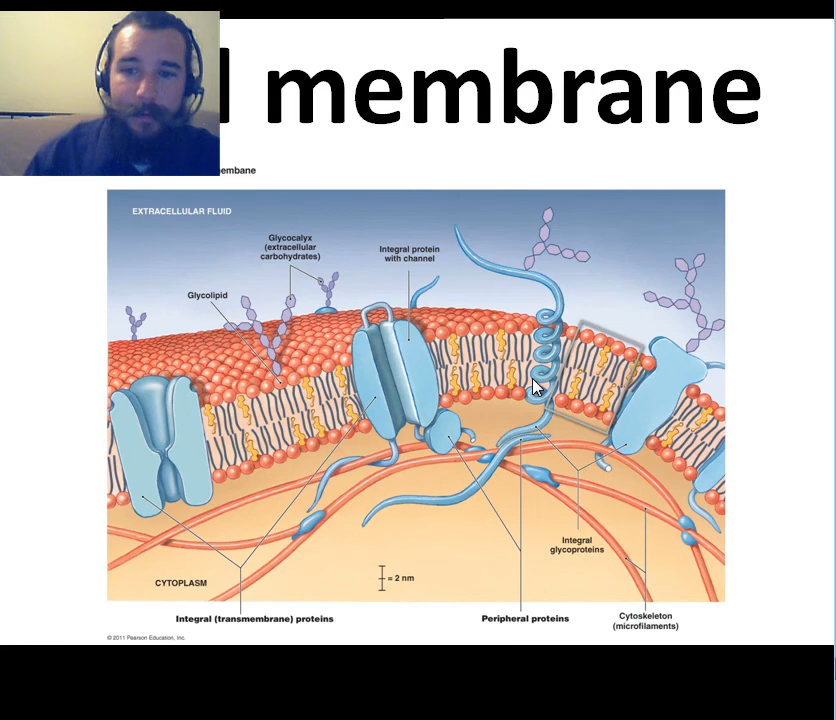 membrane
EXTRACELLULAR FLUID
Glycocalyx
(extracellular
carbohydrates)
Integral protein
with channel
Glycolipid
Integral
glycoproteins
CYTOPLASM
= 2 nm
Integral (transmembrane) proteins
Peripheral proteins
Cytoskeleton
(microfilaments)
© 2011 Pearson Education, Inc.